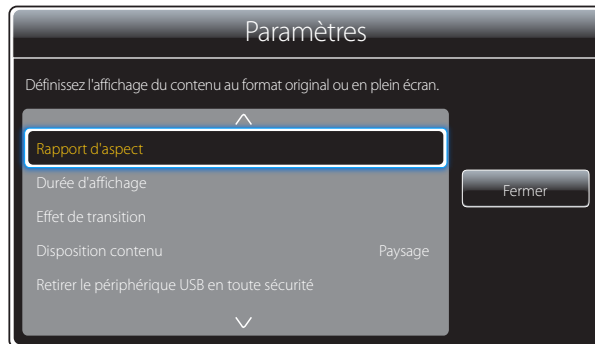 Paramètres
Définissez l'affichage du contenu au format original ou en plein écran.
Rapport d'aspect
Durée d'affichage
Fermer
Effet de transition
Disposition contenu Paysage
Retirer le périphérique USB en toute sécurité